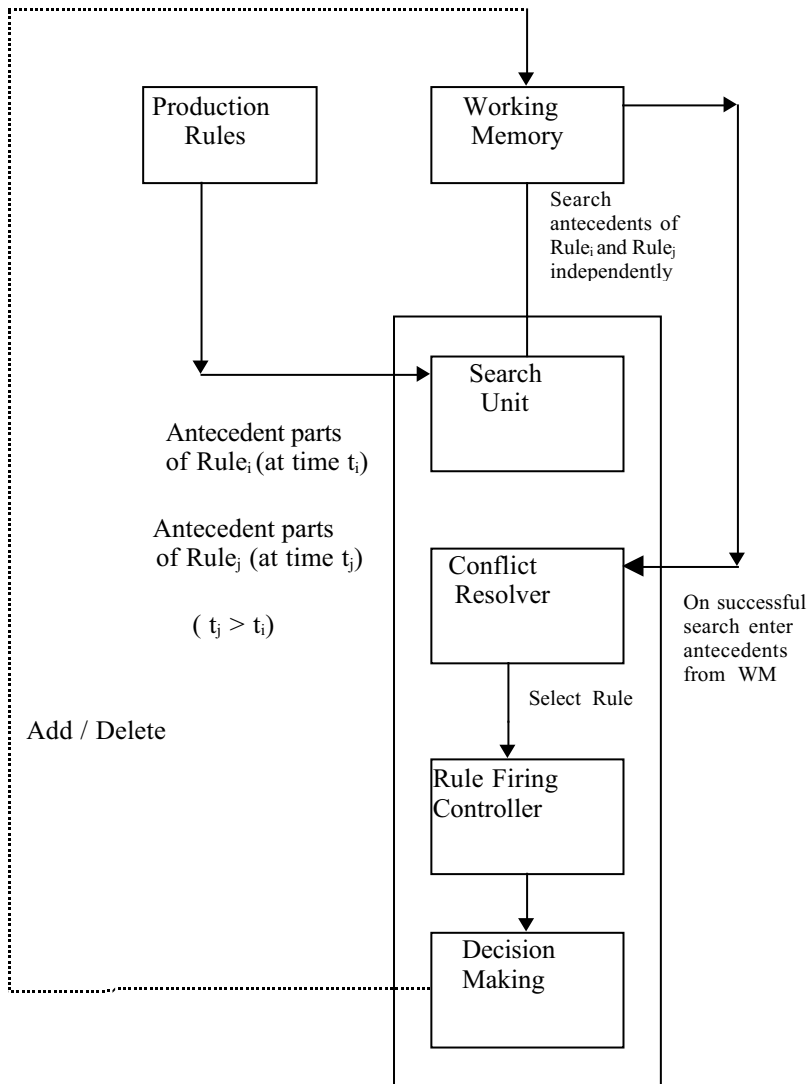 Production
Rules
Working
Memory
Search
antecedents of
Ruleᵢ and Ruleⱼ
independently
Search
Unit
Antecedent parts
of Ruleᵢ (at time tᵢ)
Antecedent parts
of Ruleⱼ (at time tⱼ)
( tⱼ > tᵢ)
Conflict
Resolver
On successful
search enter
antecedents
from WM
Select Rule
Add / Delete
Rule Firing
Controller
Decision
Making